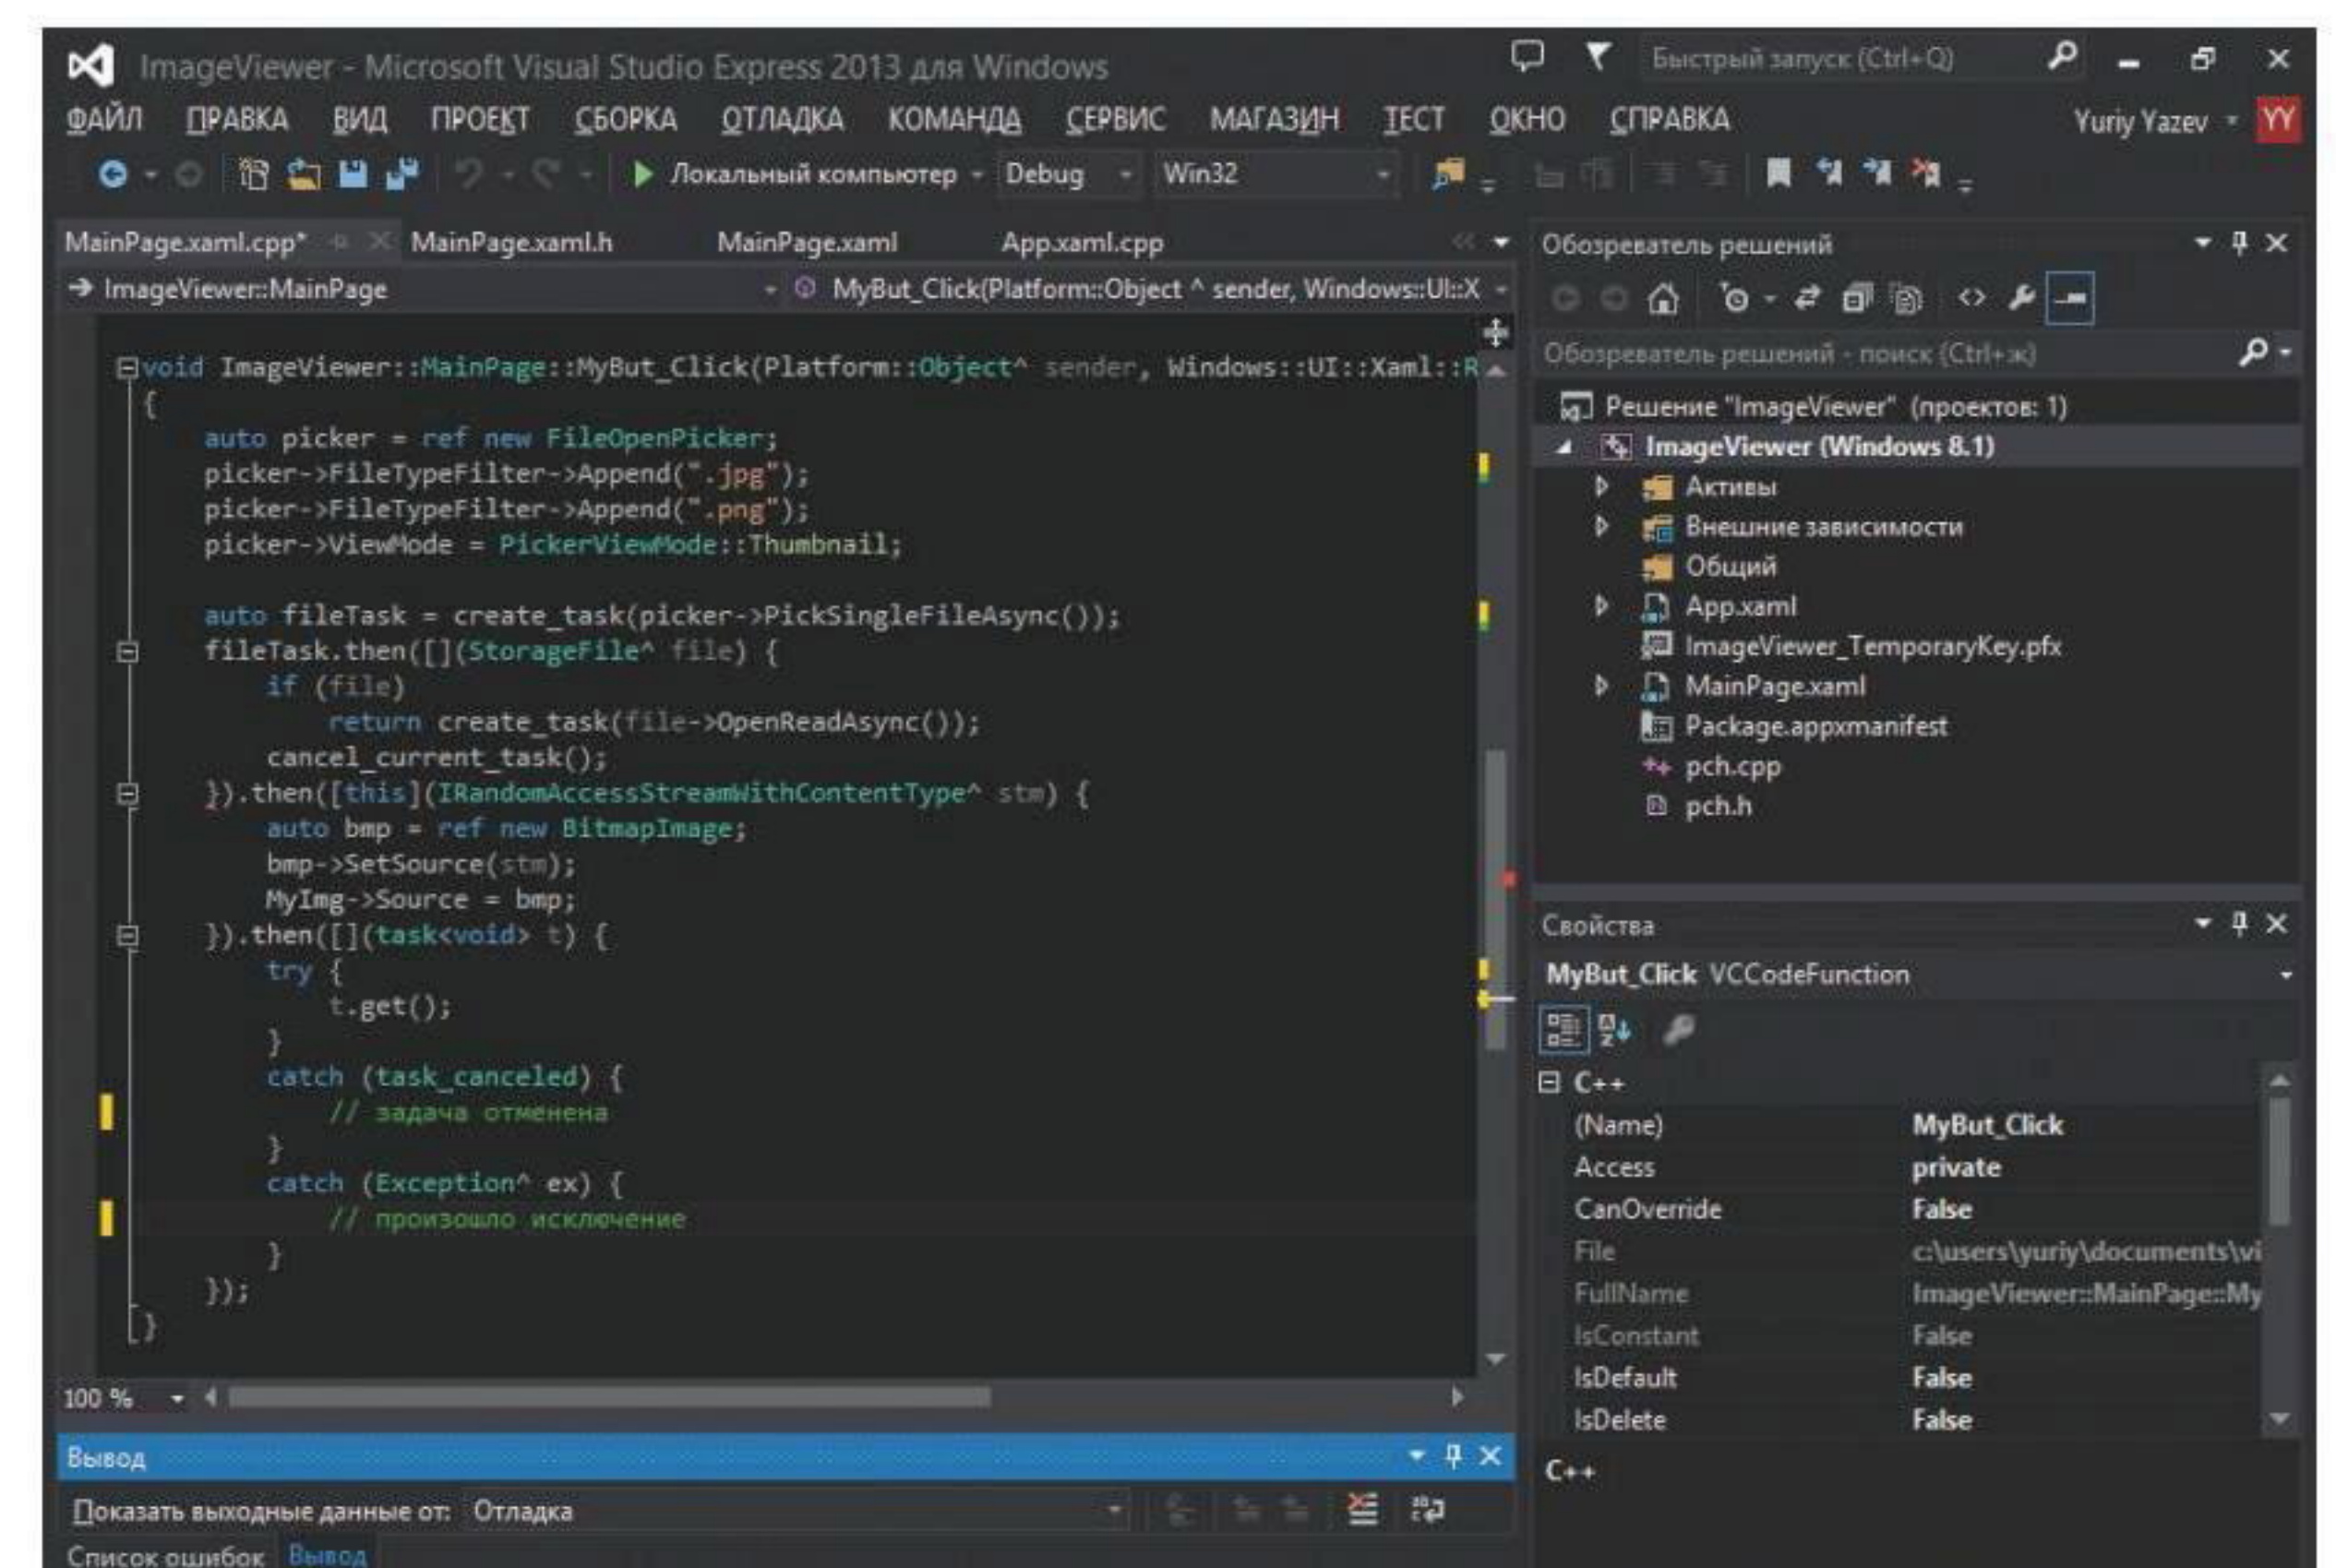 ImageViewer - Microsoft Visual Studio Express 2013 для Windows
Быстрый запуск (Ctrl+Q)
ФАЙЛ ПРАВКА ВИД ПРОЕКТ СБОРКА ОТЛАДКА КОМАНДА СЕРВИС МАГАЗИН ТЕСТ ОКНО СПРАВКА
Yuriy Yazev YY
Локальный компьютер Debug Win32
MainPage.xaml.cpp* MainPage.xaml.h MainPage.xaml App.xaml.cpp
ImageViewer::MainPage MyBut_Click(Platform::Object ^ sender, Windows::UI::X
void ImageViewer::MainPage::MyBut_Click(Platform::Object^ sender, Windows::UI::Xaml::R
{
auto picker = ref new FileOpenPicker;
picker->FileTypeFilter->Append(".jpg");
picker->FileTypeFilter->Append(".png");
picker->ViewMode = PickerViewMode::Thumbnail;
auto fileTask = create_task(picker->PickSingleFileAsync());
fileTask.then([](StorageFile^ file) {
if (file)
return create_task(file->OpenReadAsync());
cancel_current_task();
}).then([this](IRandomAccessStreamWithContentType^ stm) {
auto bmp = ref new BitmapImage;
bmp->SetSource(stm);
MyImg->Source = bmp;
}).then([](task<void> t) {
try {
t.get();
}
catch (task_canceled) {
// задача отменена
}
catch (Exception^ ex) {
// произошло исключение
}
});
}
100 %
Вывод
Показать выходные данные от: Отладка
Список ошибок Вывод
Обозреватель решений
Обозреватель решений - поиск (Ctrl+ж)
Решение "ImageViewer" (проектов: 1)
ImageViewer (Windows 8.1)
Активы
Внешние зависимости
Общий
App.xaml
ImageViewer_TemporaryKey.pfx
MainPage.xaml
Package.appxmanifest
pch.cpp
pch.h
Свойства
MyBut_Click VCCodeFunction
C++
(Name) MyBut_Click
Access private
CanOverride False
File c:\users\yuriy\documents\vi
FullName ImageViewer::MainPage::My
IsConstant False
IsDefault False
IsDelete False
C++